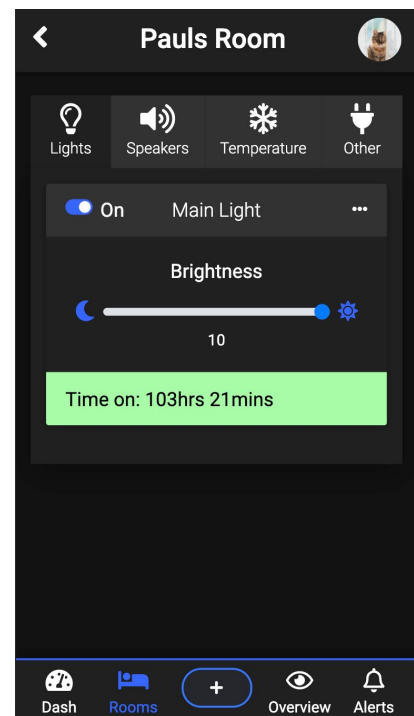 Pauls Room
Lights Speakers Temperature Other
On Main Light
Brightness
10
Time on: 103hrs 21mins
+
Dash Rooms Overview Alerts